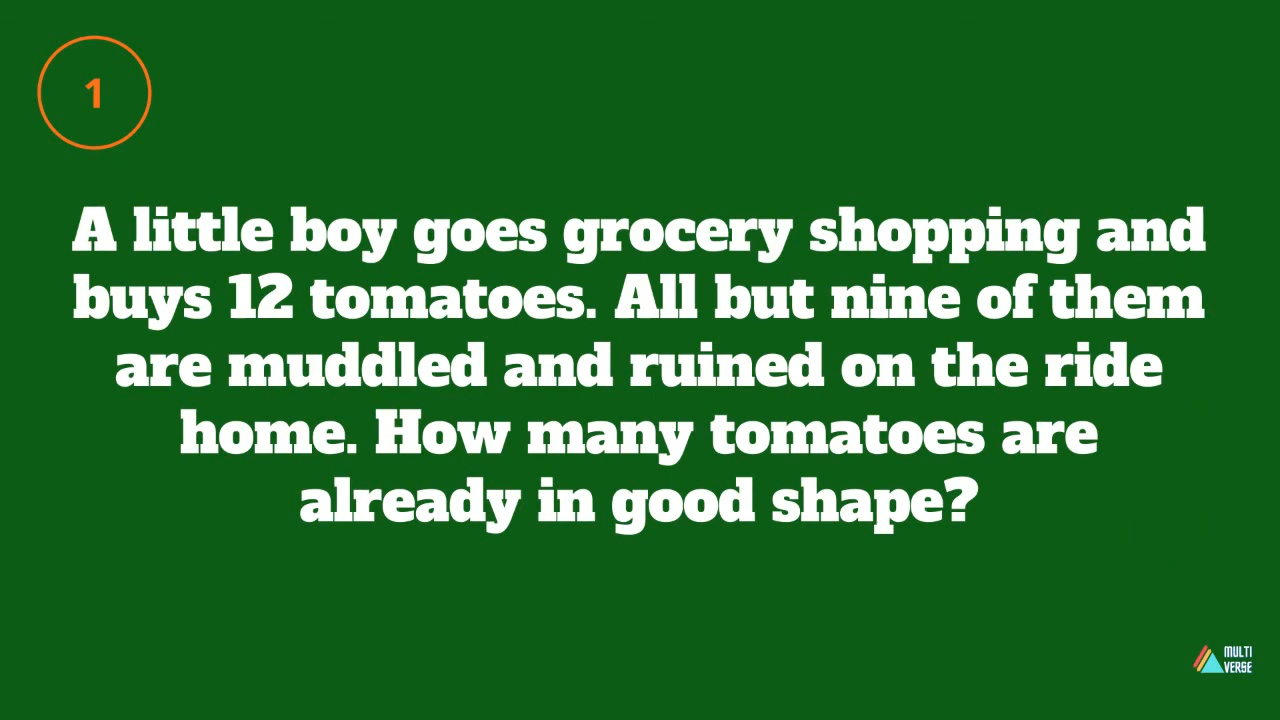 1
A little boy goes grocery shopping and
buys 12 tomatoes. All but nine of them
are muddled and ruined on the ride
home. How many tomatoes are
already in good shape?
MULTI
VERSE